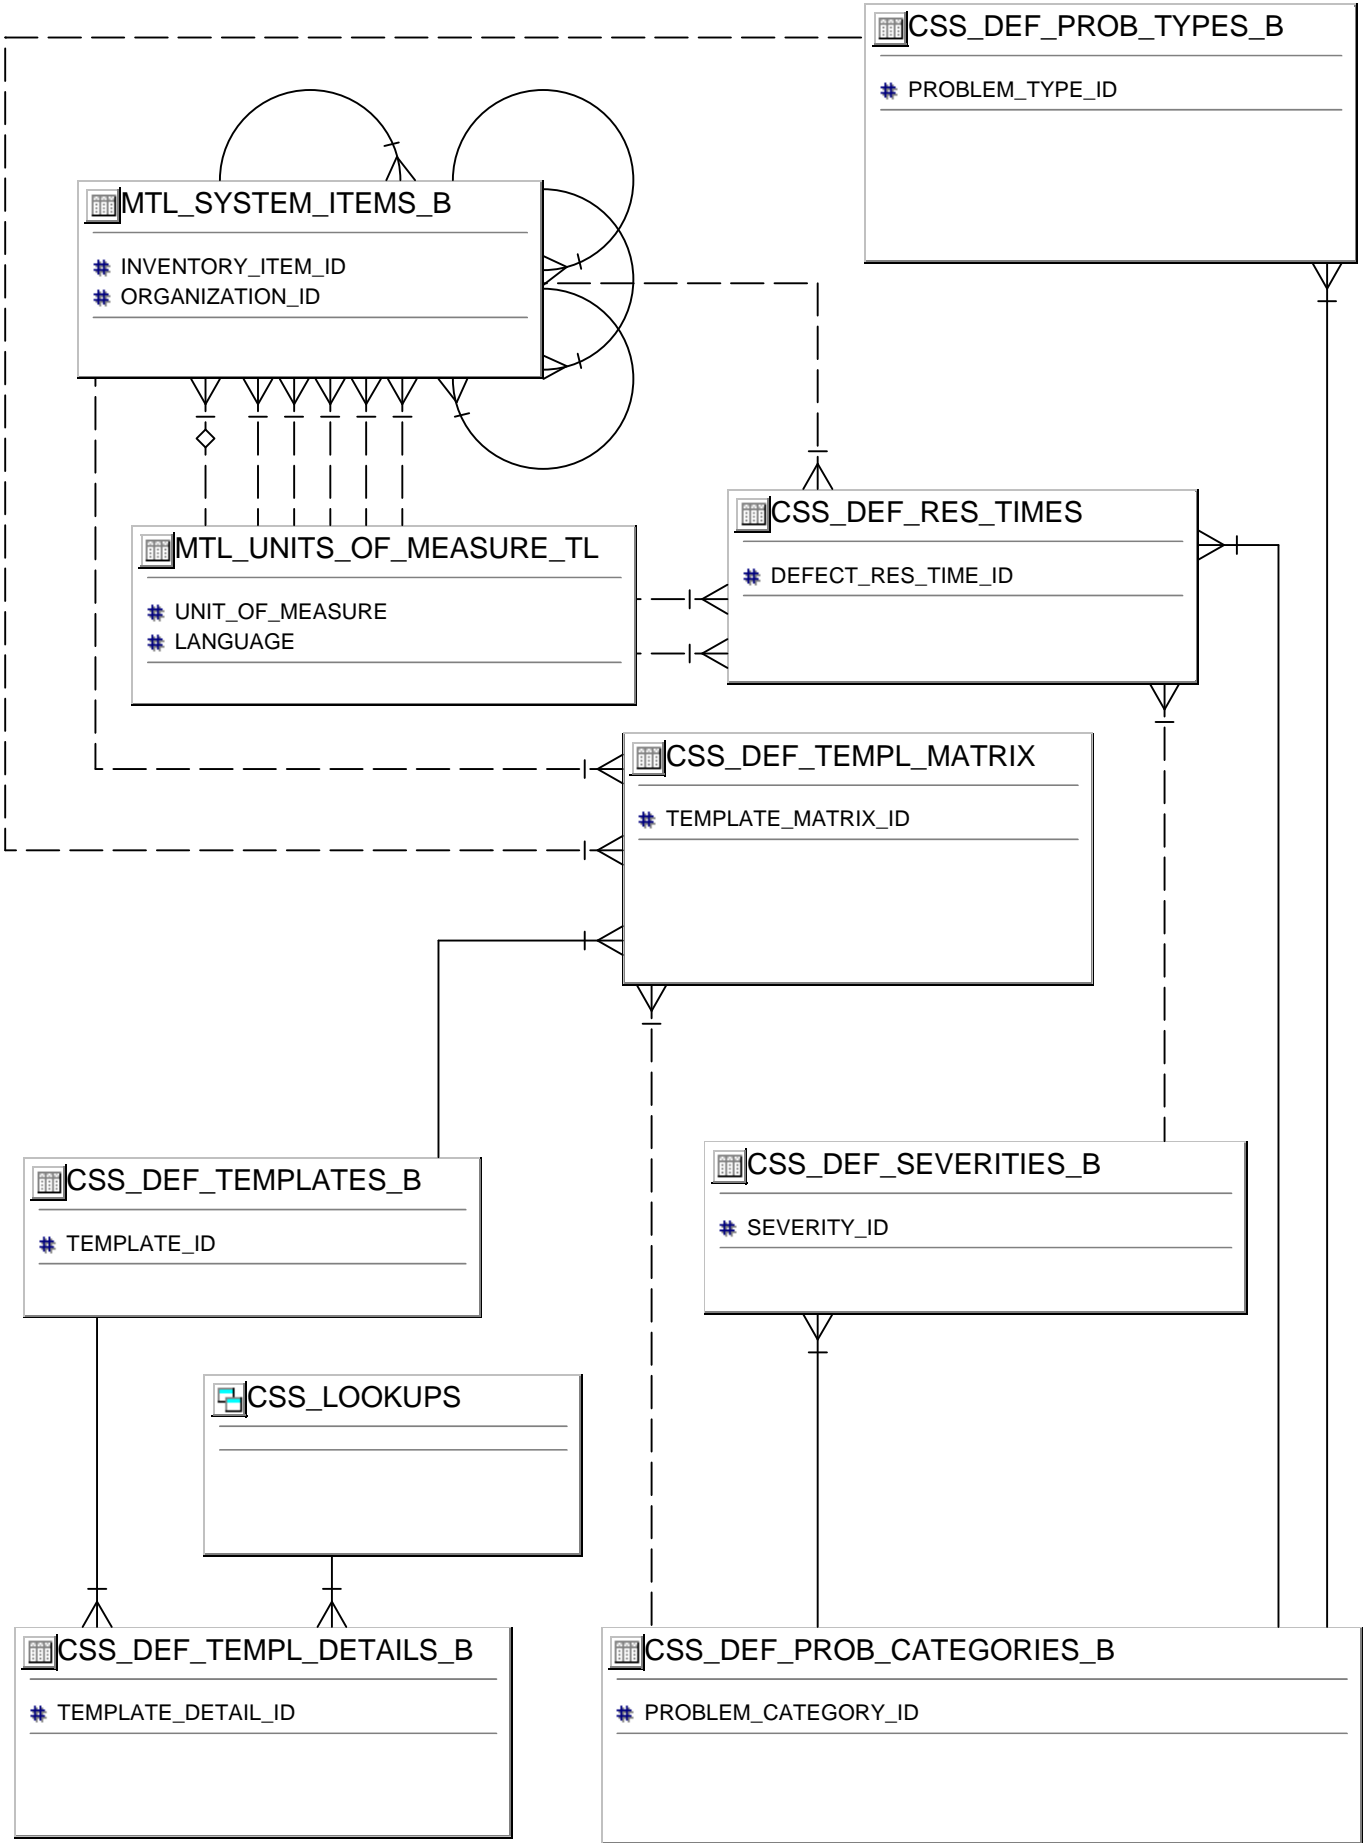 CSS_DEF_PROB_TYPES_B
# PROBLEM_TYPE_ID
MTL_SYSTEM_ITEMS_B
# INVENTORY_ITEM_ID
# ORGANIZATION_ID
CSS_DEF_RES_TIMES
# DEFECT_RES_TIME_ID
MTL_UNITS_OF_MEASURE_TL
# UNIT_OF_MEASURE
# LANGUAGE
CSS_DEF_TEMPL_MATRIX
# TEMPLATE_MATRIX_ID
CSS_DEF_TEMPLATES_B
# TEMPLATE_ID
CSS_DEF_SEVERITIES_B
# SEVERITY_ID
CSS_LOOKUPS
CSS_DEF_TEMPL_DETAILS_B
# TEMPLATE_DETAIL_ID
CSS_DEF_PROB_CATEGORIES_B
# PROBLEM_CATEGORY_ID